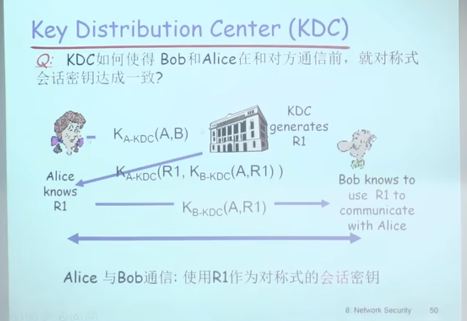 Key Distribution Center (KDC)
Q: KDC如何使得 Bob和Alice在和对方通信前，就对称式
会话密钥达成一致?
KDC
generates
R1
K_A-KDC(A,B)
K_A-KDC(R1, K_B-KDC(A,R1) )
Alice
knows
R1
K_B-KDC(A,R1)
Bob knows to
use R1 to
communicate
with Alice
Alice 与Bob通信: 使用R1作为对称式的会话密钥
8: Network Security 50